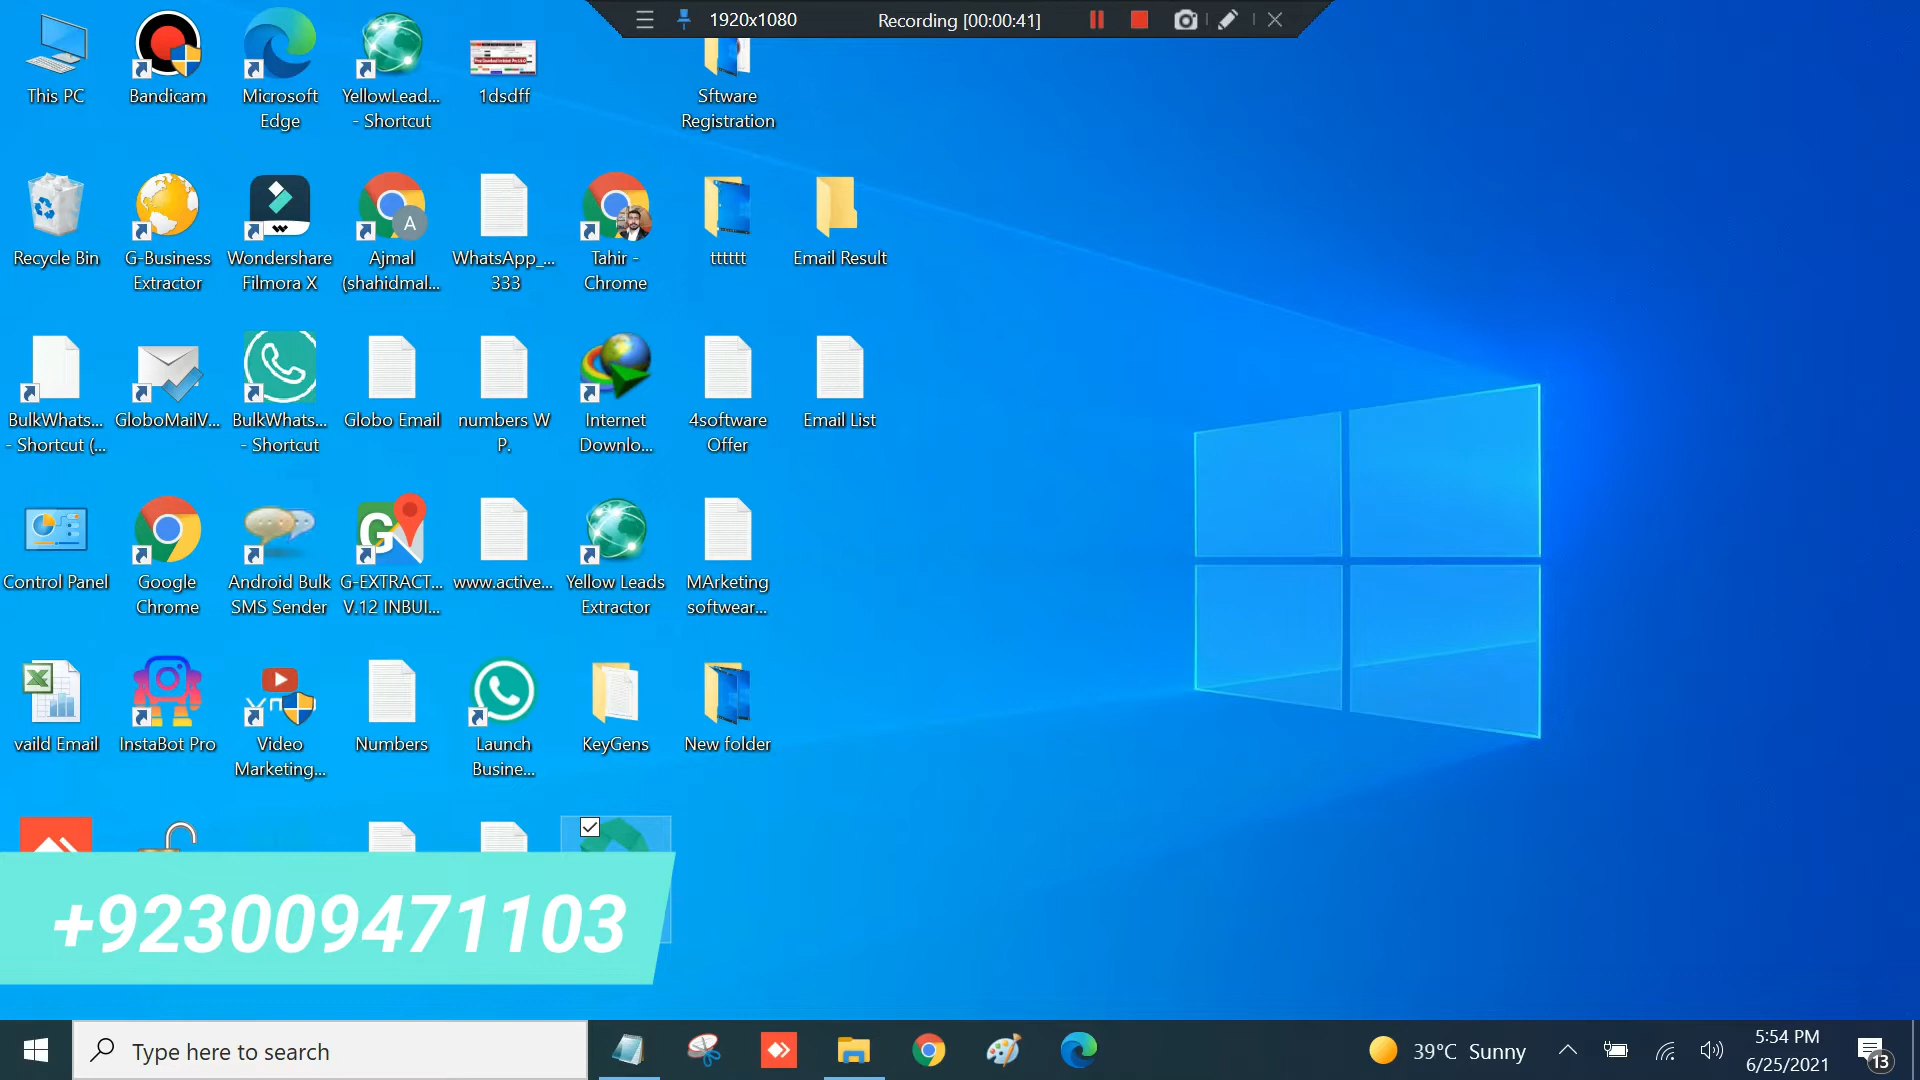 1920x1080
Recording [00:00:41]
This PC
Bandicam
Microsoft
Edge
YellowLead...
- Shortcut
1dsdff
Sftware
Registration
Recycle Bin
G-Business
Extractor
Wondershare
Filmora X
A
Ajmal
(shahidmal...
WhatsApp_...
333
Tahir -
Chrome
tttttt
Email Result
BulkWhats...
- Shortcut (...
GloboMailV...
BulkWhats...
- Shortcut
Globo Email
numbers W
P.
Internet
Downlo...
4software
Offer
Email List
Control Panel
Google
Chrome
Android Bulk
SMS Sender
G
G-EXTRACT...
V.12 INBUI...
www.active...
Yellow Leads
Extractor
MArketing
softwear...
X
vaild Email
InstaBot Pro
Video
Marketing...
Numbers
Launch
Busine...
KeyGens
New folder
+923009471103
Type here to search
39°C Sunny
5:54 PM
6/25/2021
13